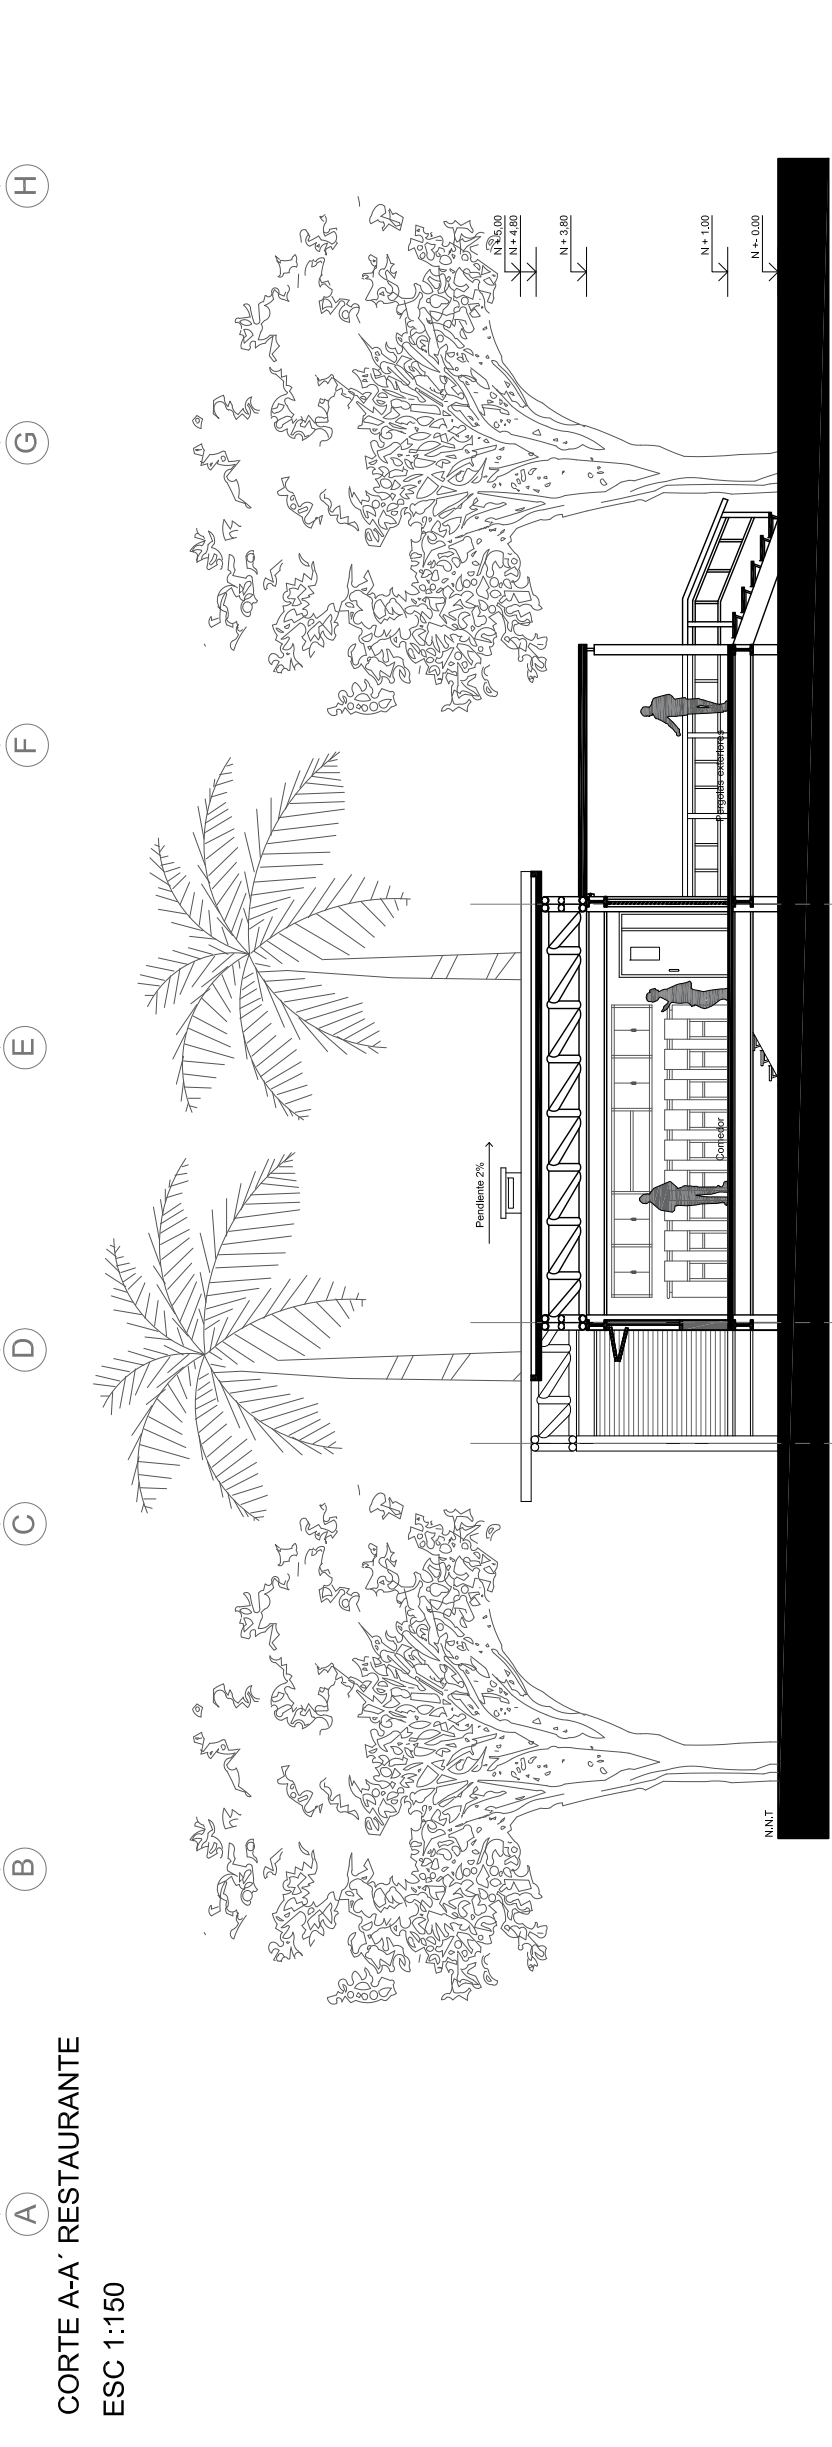 A
B
C
D
E
F
G
H
CORTE A-A´ RESTAURANTE
ESC 1:150
Pendiente 2%
N + 5,00
N + 4,80
N + 3,80
N + 1.00
N +- 0.00
Comedor
Pergolas exteriores
N.N.T